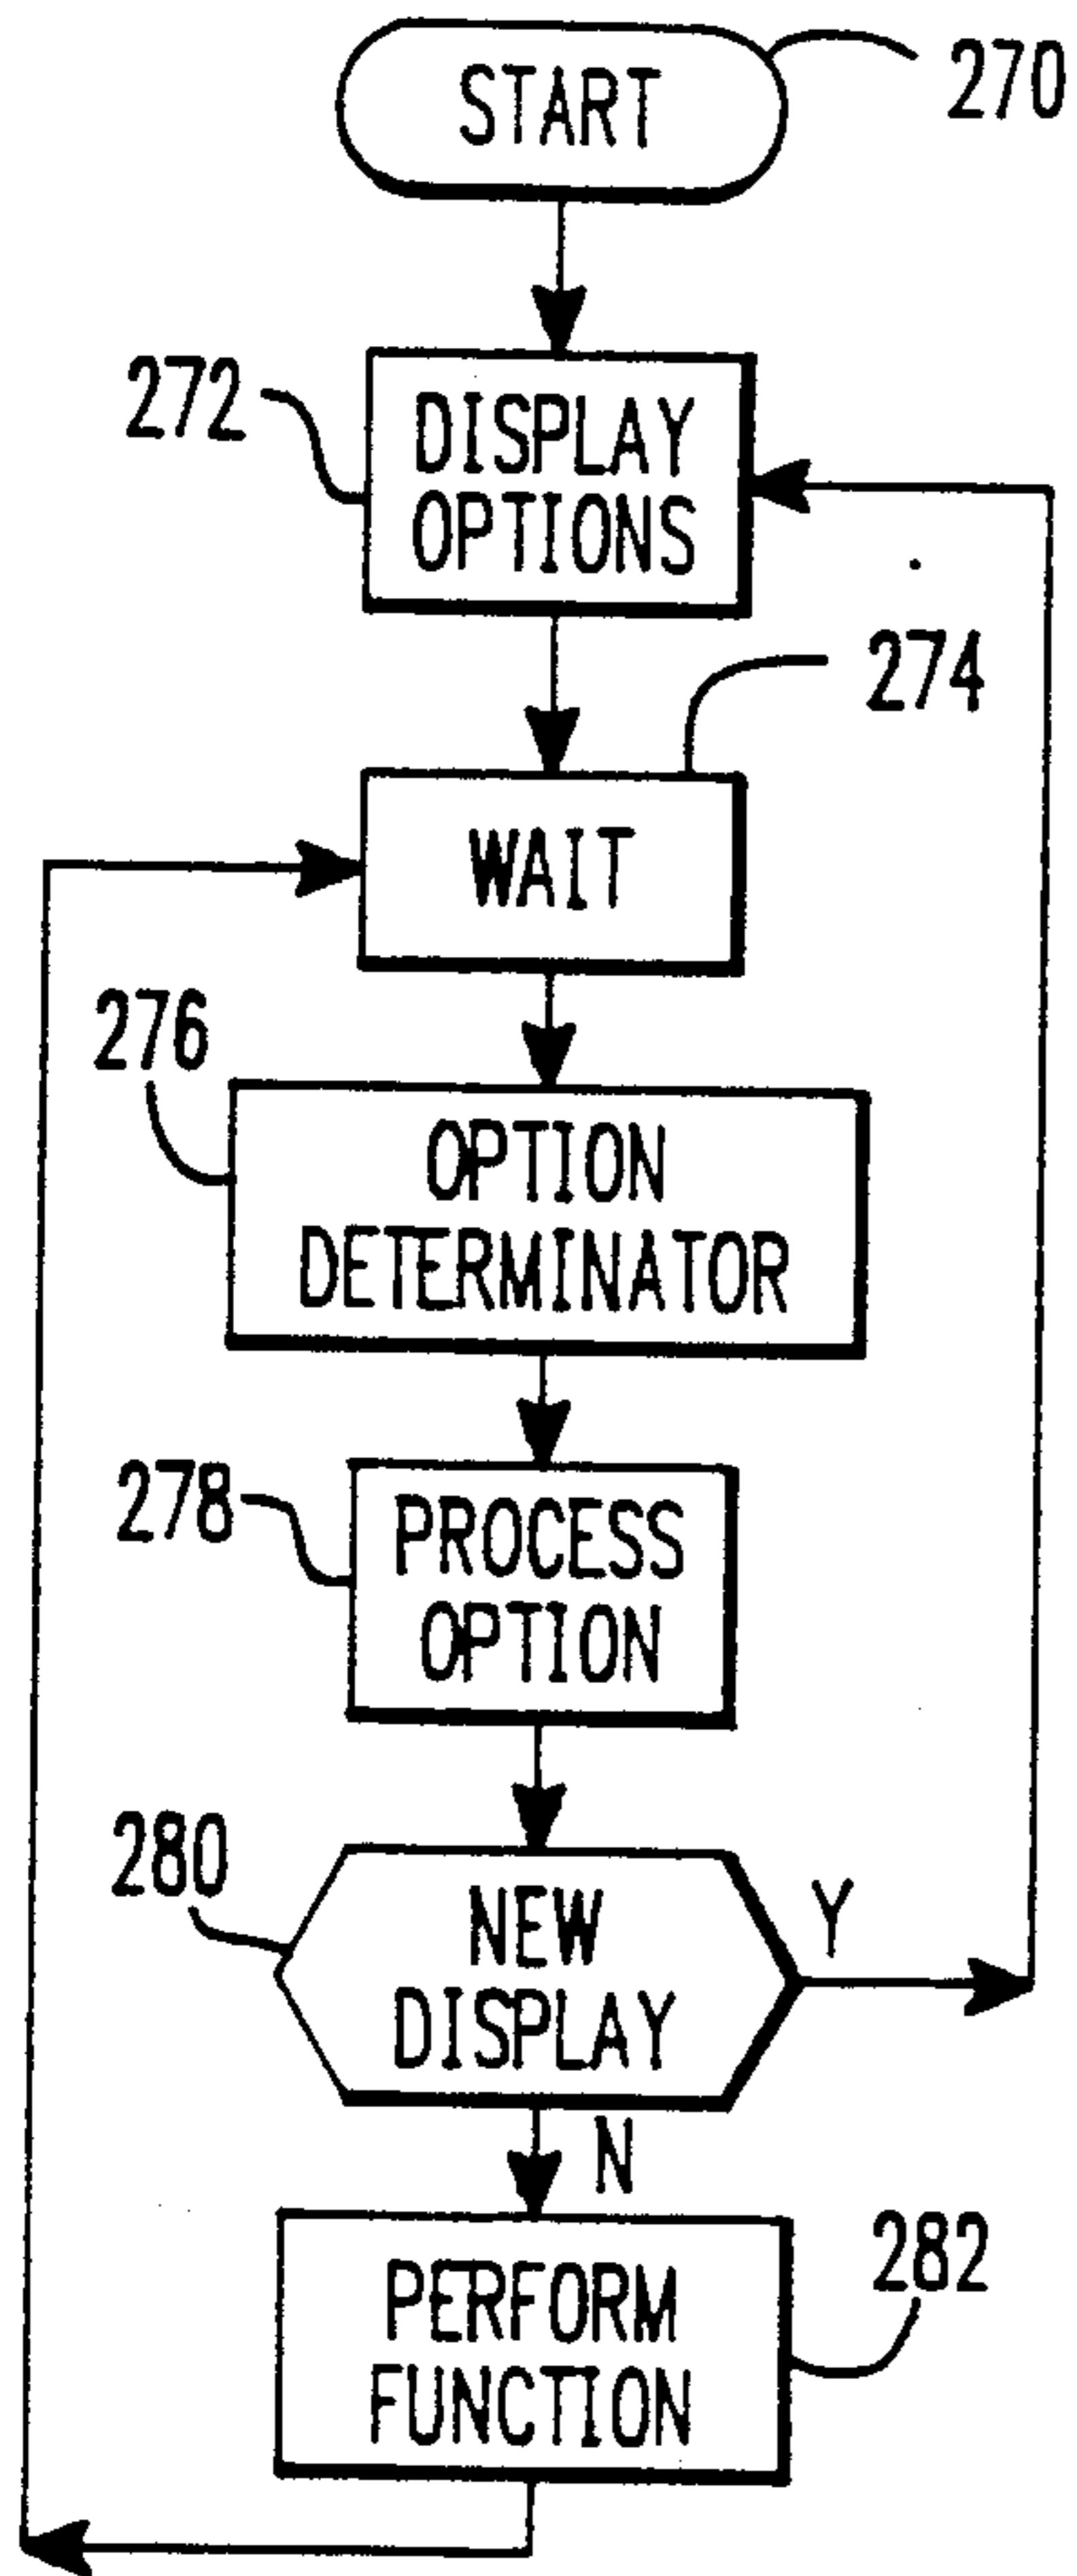 START
270
272
DISPLAY
OPTIONS
274
WAIT
276
OPTION
DETERMINATOR
278
PROCESS
OPTION
280
NEW
DISPLAY
Y
N
282
PERFORM
FUNCTION